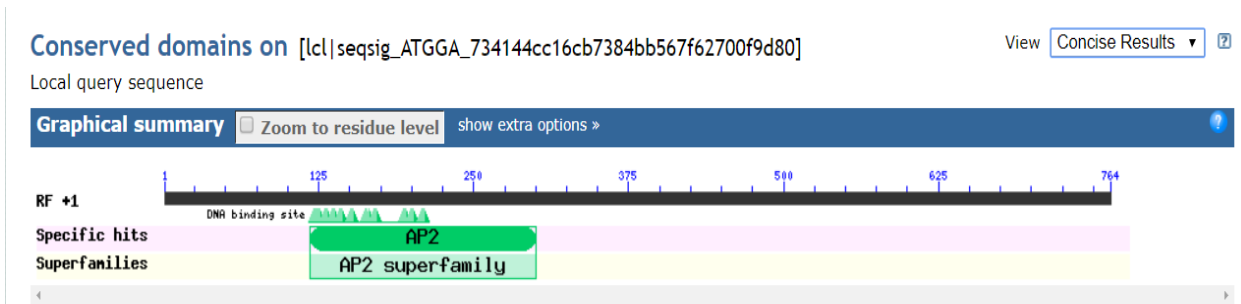 Conserved domains on [lcl|seqsig_ATGGA_734144cc16cb7384bb567f62700f9d80]
View Concise Results ▼ ?
Local query sequence
Graphical summary Zoom to residue level show extra options » ?
1 125 250 375 500 625 764
RF +1
DNA binding site
Specific hits AP2
Superfamilies AP2 superfamily